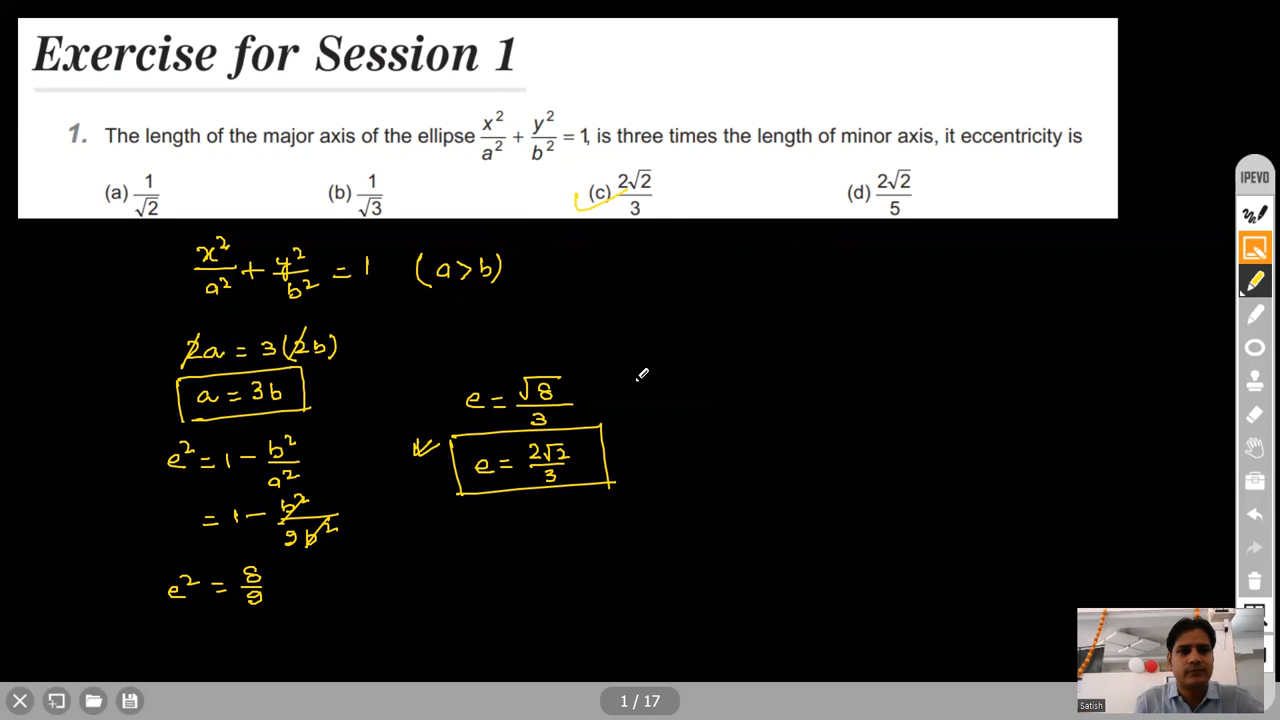 Exercise for Session 1
1. The length of the major axis of the ellipse x²/a² + y²/b² = 1, is three times the length of minor axis, it eccentricity is
(a) 1/√2 (b) 1/√3 (c) 2√2/3 (d) 2√2/5
x²/a² + y²/b² = 1 (a > b)
2a = 3(2b)
a = 3b
e² = 1 - b²/a²
= 1 - b²/9b²
e² = 8/9
e = √8/3
e = 2√2/3
IPEVO
Satish
1 / 17